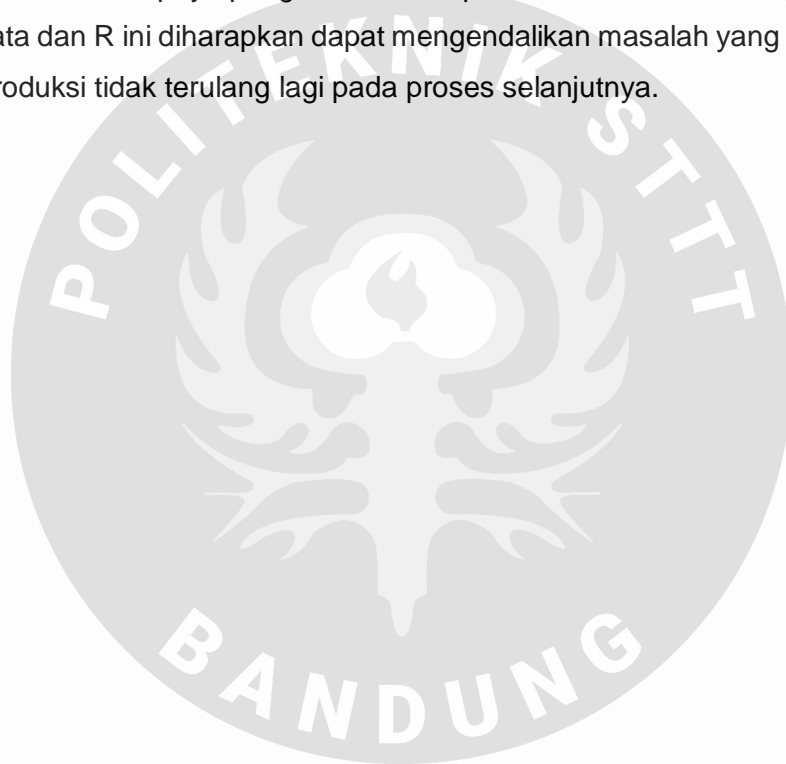 ata dan R ini diharapkan dapat mengendalikan masalah yang
roduksi tidak terulang lagi pada proses selanjutnya.
POLITEKNIK STTT
BANDUNG